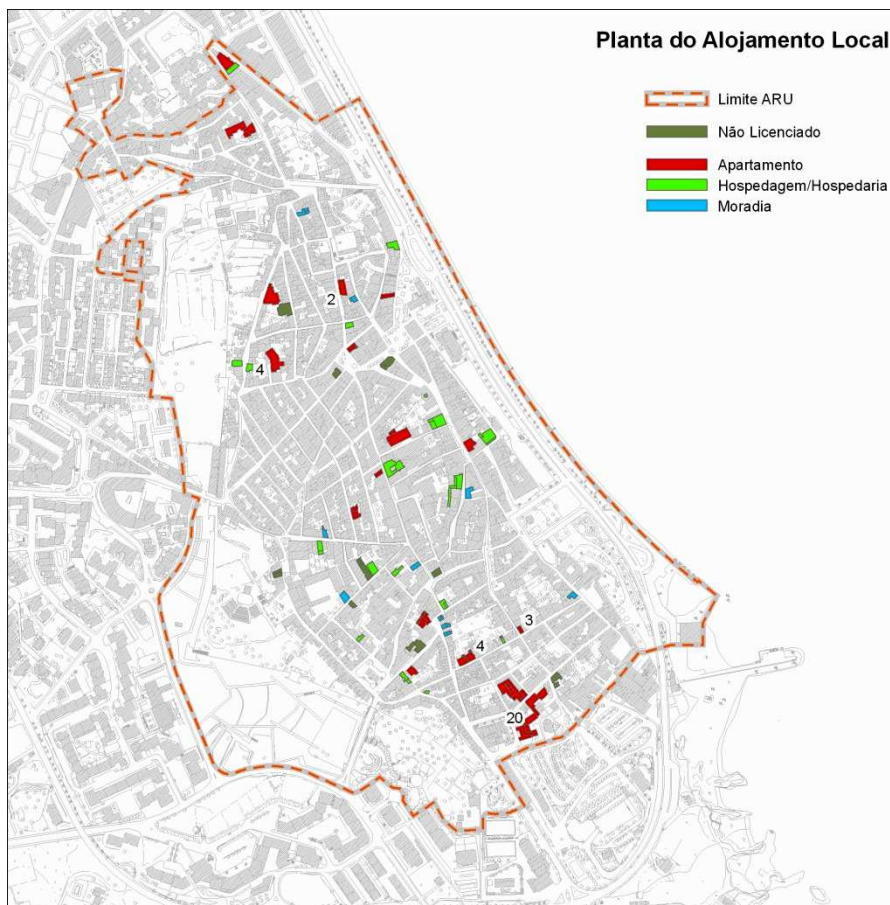 Planta do Alojamento Local
Limite ARU
Não Licenciado
Apartamento
Hospedagem/Hospedaria
Moradia
2
4
3
4
20